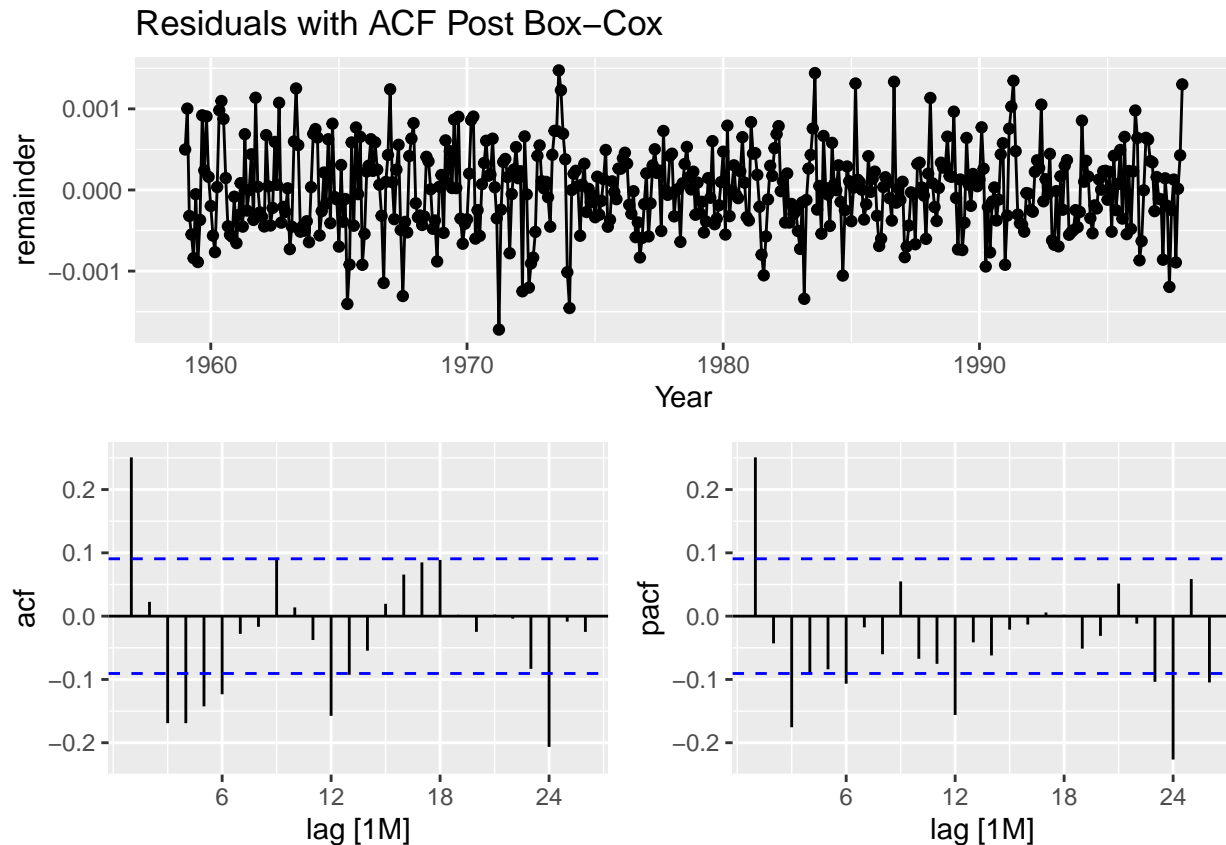 Residuals with ACF Post Box−Cox
remainder
0.001
0.000
−0.001
1960 1970 1980 1990
Year
acf
0.2
0.1
0.0
−0.1
−0.2
6 12 18 24
lag [1M]
pacf
0.2
0.1
0.0
−0.1
−0.2
6 12 18 24
lag [1M]